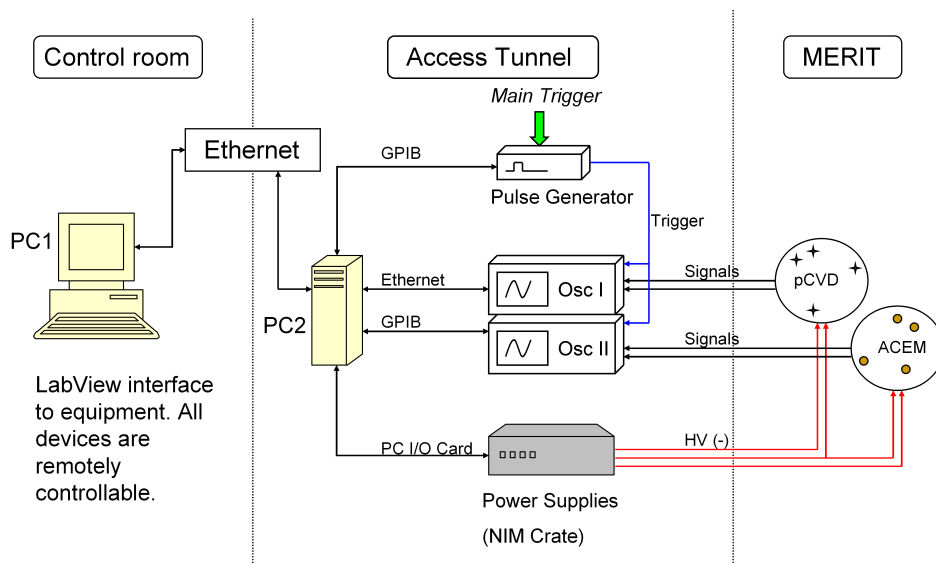 Control room
Access Tunnel
MERIT
Main Trigger
Ethernet
GPIB
Pulse Generator
Trigger
PC1
PC2
Ethernet
Osc I
Signals
pCVD
GPIB
Osc II
Signals
ACEM
LabView interface
to equipment. All
devices are
remotely
controllable.
PC I/O Card
HV (-)
Power Supplies
(NIM Crate)